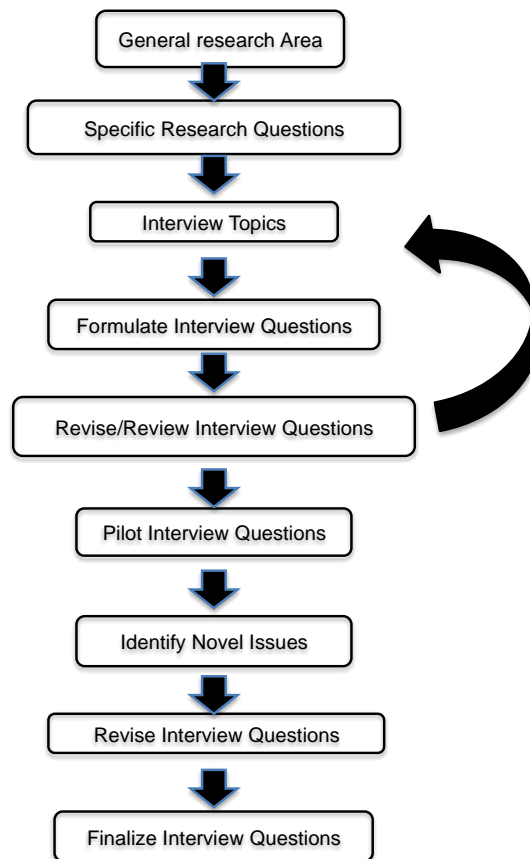 General research Area
Specific Research Questions
Interview Topics
Formulate Interview Questions
Revise/Review Interview Questions
Pilot Interview Questions
Identify Novel Issues
Revise Interview Questions
Finalize Interview Questions